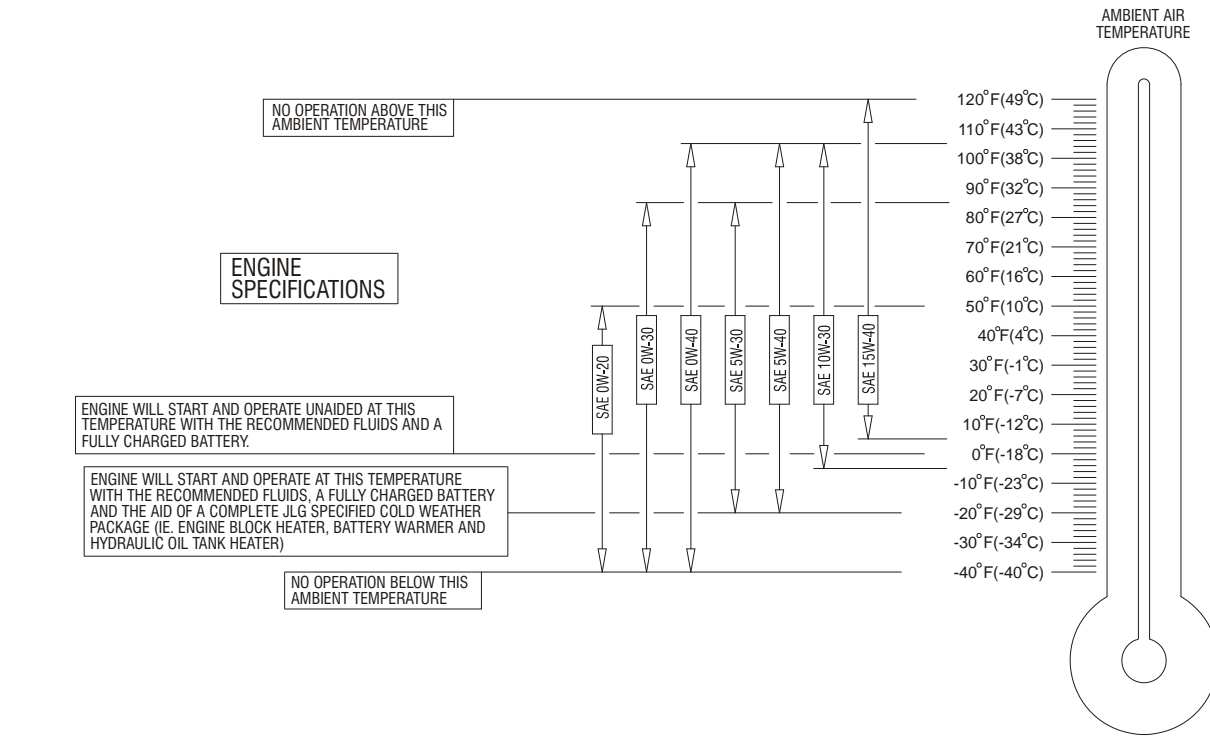 AMBIENT AIR
TEMPERATURE
NO OPERATION ABOVE THIS
AMBIENT TEMPERATURE
120°F(49°C)
110°F(43°C)
100°F(38°C)
90°F(32°C)
80°F(27°C)
70°F(21°C)
60°F(16°C)
50°F(10°C)
40°F(4°C)
30°F(-1°C)
20°F(-7°C)
10°F(-12°C)
0°F(-18°C)
-10°F(-23°C)
-20°F(-29°C)
-30°F(-34°C)
-40°F(-40°C)
ENGINE
SPECIFICATIONS
SAE 0W-20
SAE 0W-30
SAE 0W-40
SAE 5W-30
SAE 5W-40
SAE 10W-30
SAE 15W-40
ENGINE WILL START AND OPERATE UNAIDED AT THIS
TEMPERATURE WITH THE RECOMMENDED FLUIDS AND A
FULLY CHARGED BATTERY.
ENGINE WILL START AND OPERATE AT THIS TEMPERATURE
WITH THE RECOMMENDED FLUIDS, A FULLY CHARGED BATTERY
AND THE AID OF A COMPLETE JLG SPECIFIED COLD WEATHER
PACKAGE (IE. ENGINE BLOCK HEATER, BATTERY WARMER AND
HYDRAULIC OIL TANK HEATER)
NO OPERATION BELOW THIS
AMBIENT TEMPERATURE